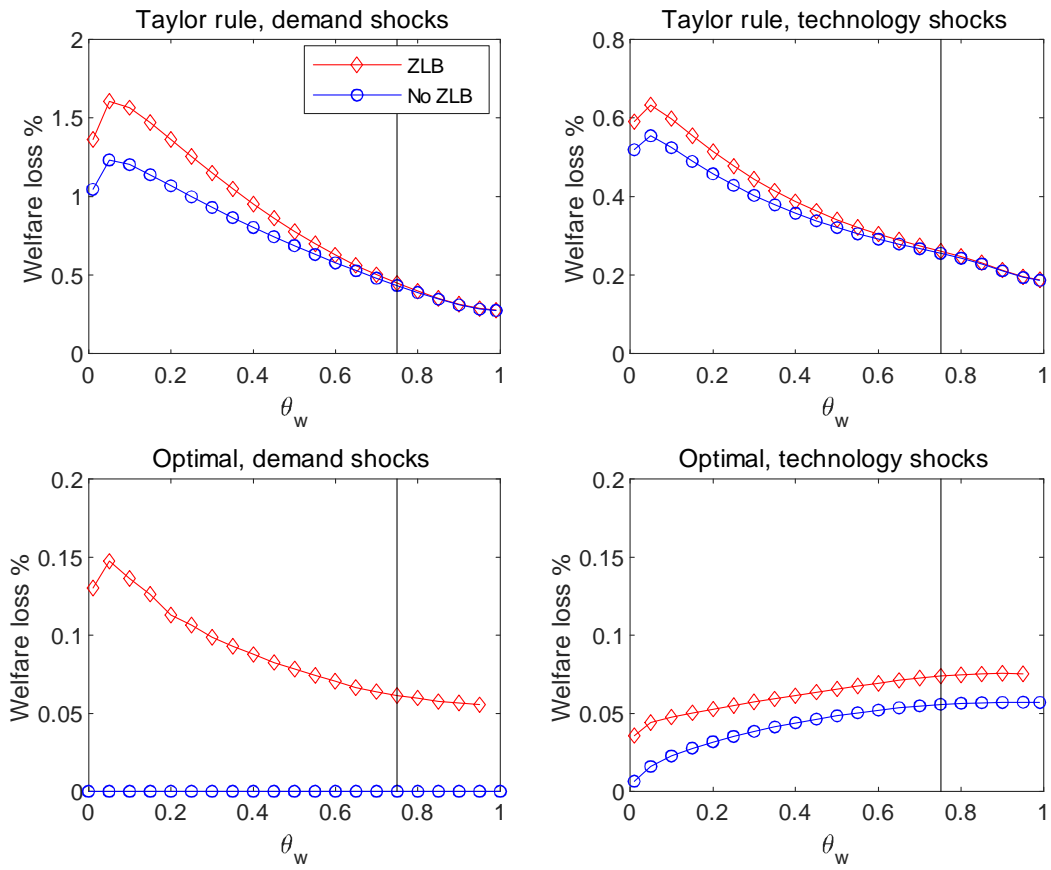 Taylor rule, demand shocks
Welfare loss %
2
1.5
1
0.5
0
0 0.2 0.4 0.6 0.8 1
θ_w
ZLB
No ZLB
Taylor rule, technology shocks
Welfare loss %
0.8
0.6
0.4
0.2
0
0 0.2 0.4 0.6 0.8 1
θ_w
Optimal, demand shocks
Welfare loss %
0.2
0.15
0.1
0.05
0
0 0.2 0.4 0.6 0.8 1
θ_w
Optimal, technology shocks
Welfare loss %
0.2
0.15
0.1
0.05
0
0 0.2 0.4 0.6 0.8 1
θ_w